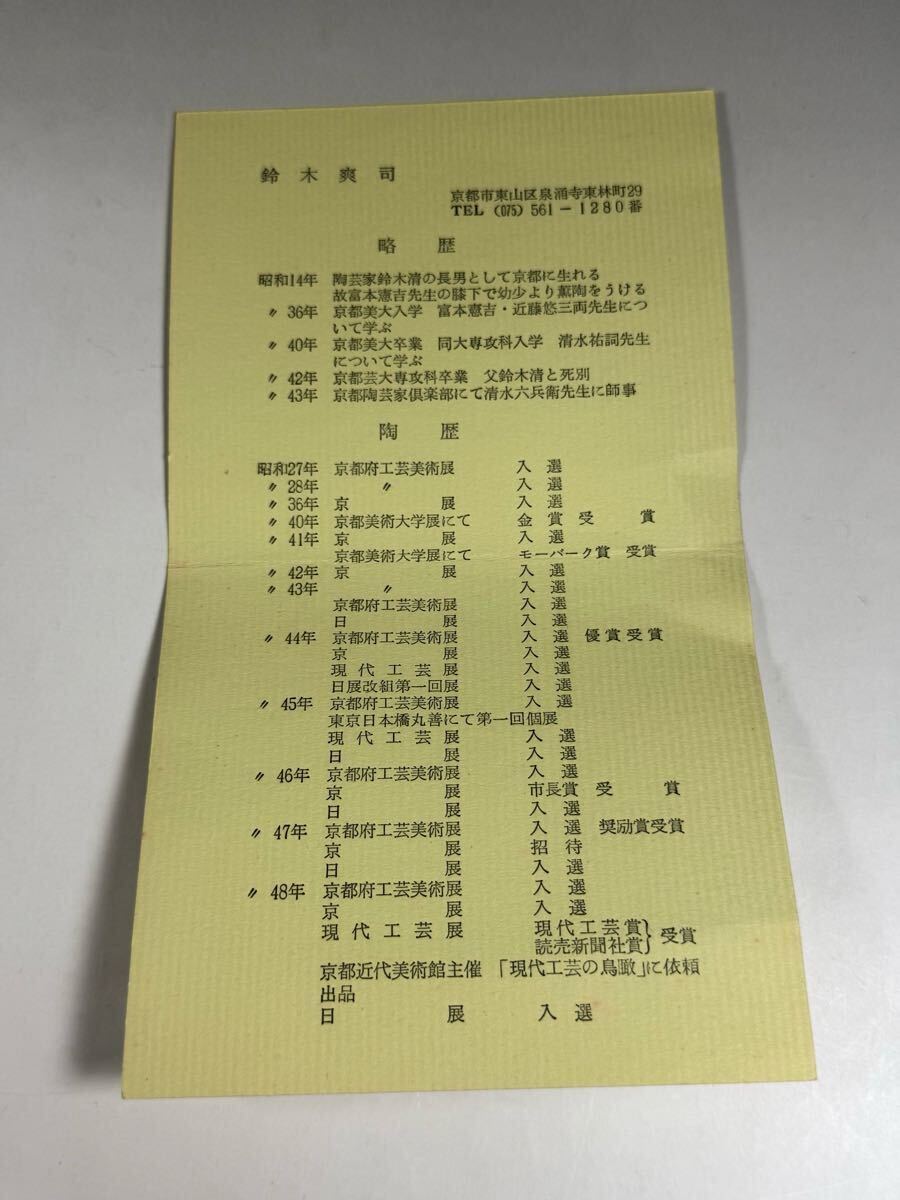 鈴木爽司
京都市東山区泉涌寺東林町29
TEL (075) 561-1280番
略歴
昭和14年 陶芸家鈴木清の長男として京都に生れる
故富本憲吉先生の膝下で幼少より薫陶をうける
〃 36年 京都美大入学 富本憲吉・近藤悠三両先生につ
いて学ぶ
〃 40年 京都美大卒業 同大専攻科入学 清水祐詞先生
について学ぶ
〃 42年 京都芸大専攻科卒業 父鈴木清と死別
〃 43年 京都陶芸家倶楽部にて清水六兵衛先生に師事
陶歴
昭和27年 京都府工芸美術展 入選
〃 28年 〃 入選
〃 36年 京展 入選
〃 40年 京都美術大学展にて 金賞受賞
〃 41年 京展 入選
京都美術大学展にて モーバーク賞 受賞
〃 42年 京展 入選
〃 43年 〃 入選
京都府工芸美術展 入選
日展 入選
〃 44年 京都府工芸美術展 入選 優賞受賞
京展 入選
現代工芸展 入選
日展改組第一回展 入選
〃 45年 京都府工芸美術展 入選
東京日本橋丸善にて第一回個展
現代工芸展 入選
日展 入選
〃 46年 京都府工芸美術展 入選
京展 市長賞受賞
日展 入選
〃 47年 京都府工芸美術展 入選 奨励賞受賞
京展 招待
日展 入選
〃 48年 京都府工芸美術展 入選
京展 入選
現代工芸展 現代工芸賞
読売新聞社賞}受賞
京都近代美術館主催 「現代工芸の鳥瞰」に依頼
出品
日展 入選